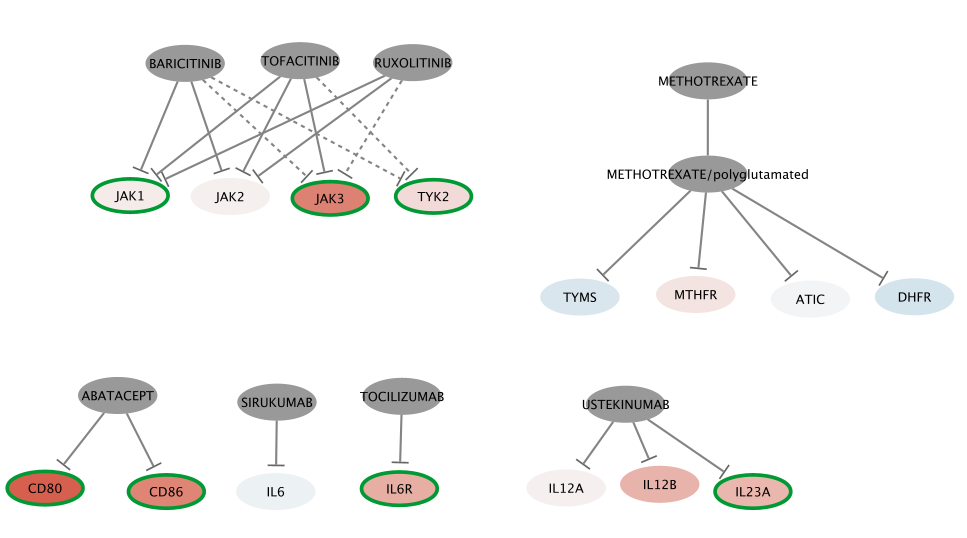 BARICITINIB
TOFACITINIB
RUXOLITINIB
METHOTREXATE
METHOTREXATE/polyglutamated
JAK1
JAK2
JAK3
TYK2
TYMS
MTHFR
ATIC
DHFR
ABATACEPT
SIRUKUMAB
TOCILIZUMAB
USTEKINUMAB
CD80
CD86
IL6
IL6R
IL12A
IL12B
IL23A